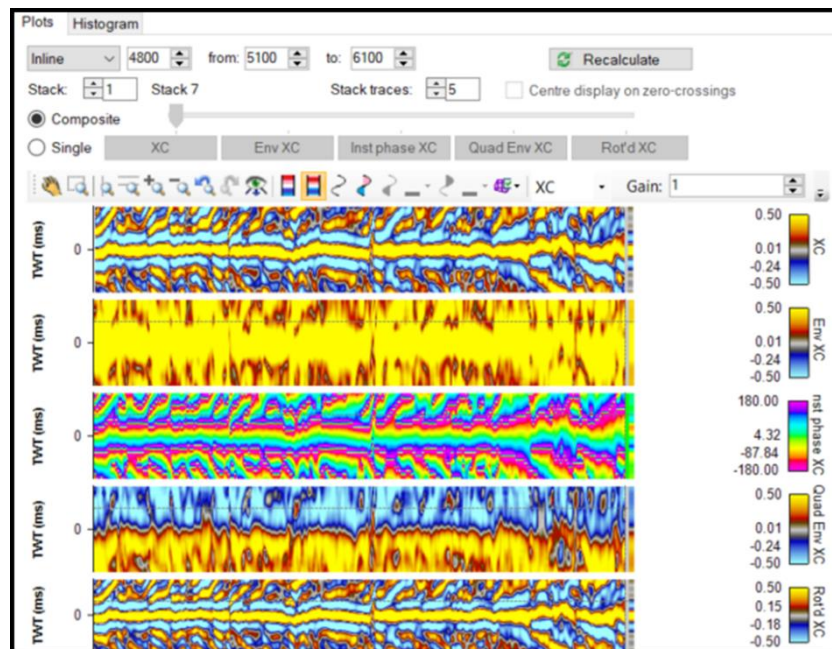 Plots Histogram
Inline 4800 from: 5100 to: 6100 Recalculate
Stack: 1 Stack 7 Stack traces: 5 Centre display on zero-crossings
Composite
Single XC Env XC Inst phase XC Quad Env XC Rot'd XC
XC Gain: 1
TWT (ms) 0 0.50 0.01 -0.24 -0.50 XC
TWT (ms) 0 0.50 0.01 -0.24 -0.50 Env XC
TWT (ms) 0 180.00 4.32 -87.84 -180.00 nst phase XC
TWT (ms) 0 0.50 0.01 -0.24 -0.50 Quad Env XC
TWT (ms) 0 0.50 0.15 -0.18 -0.50 Rot'd XC